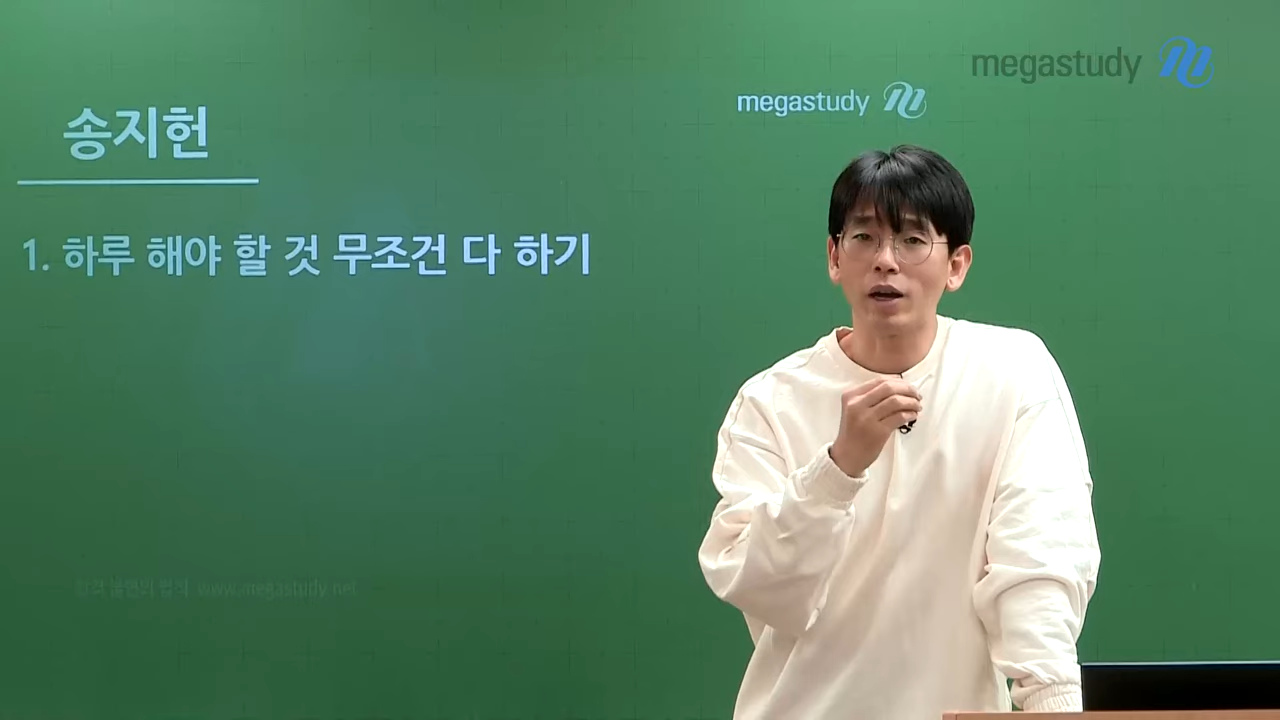 megastudy
megastudy
송지헌
1. 하루 해야 할 것 무조건 다 하기
www.megastudy.net